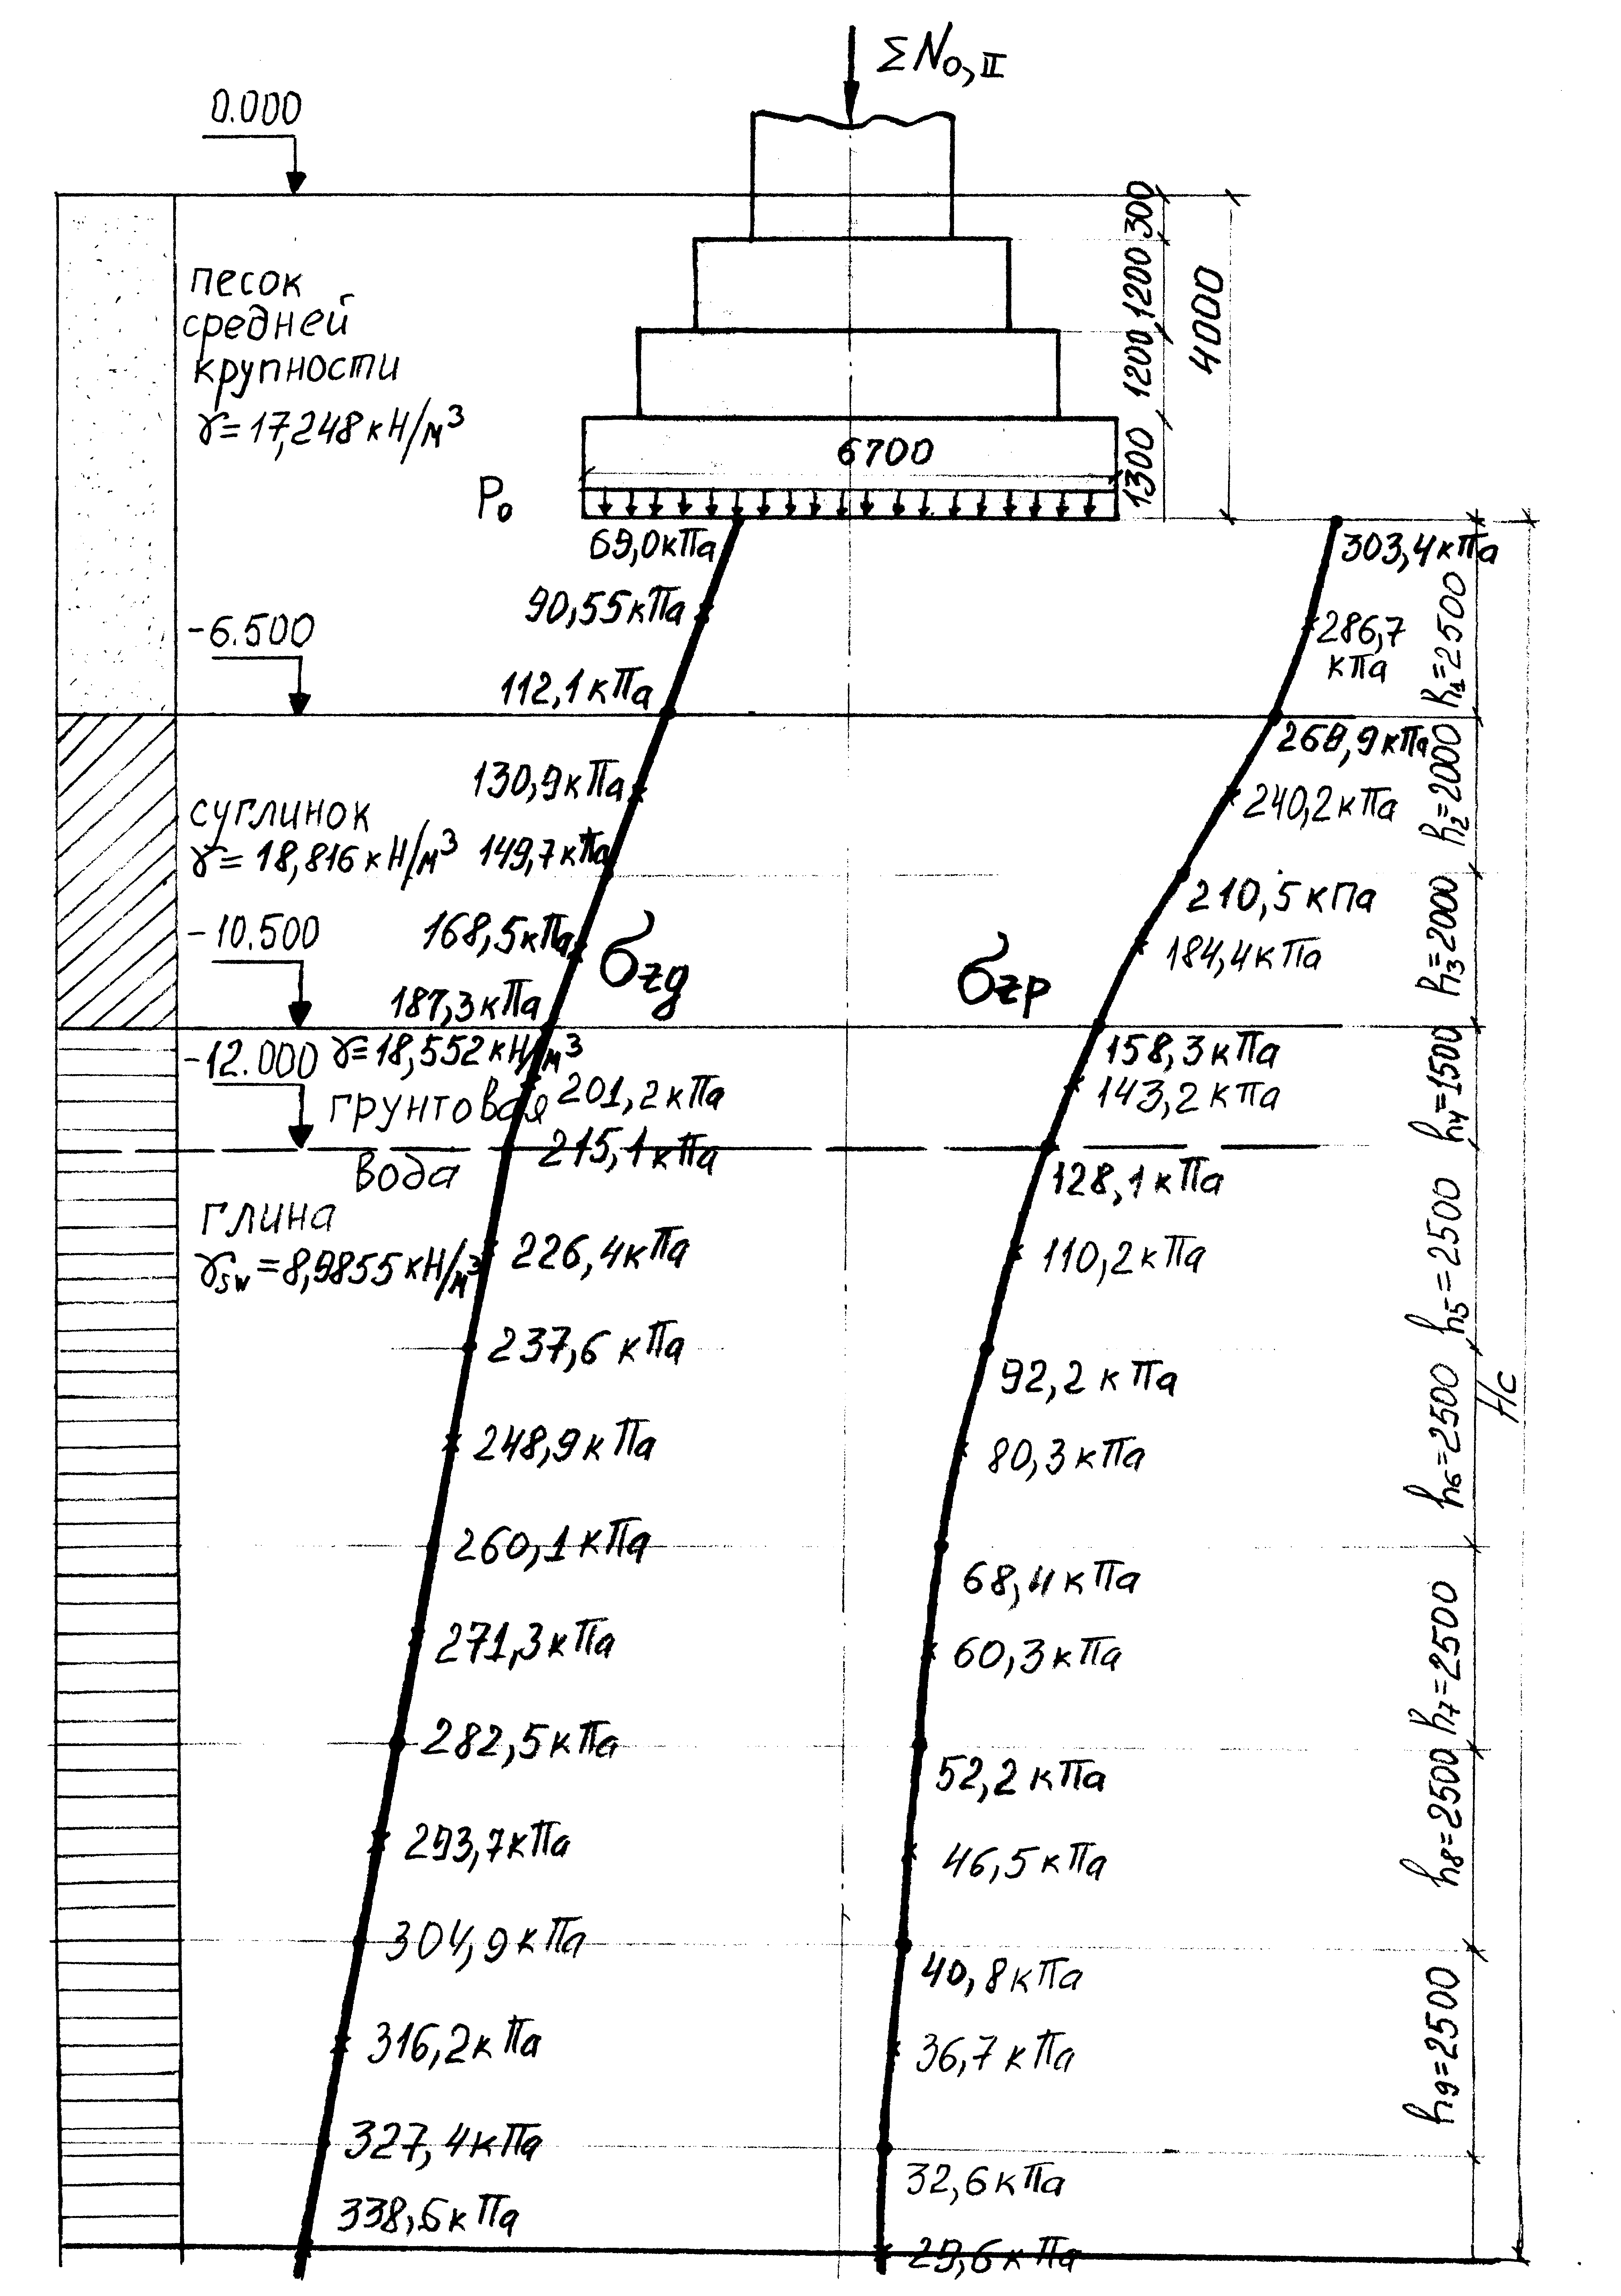 ΣN₀,II
0.000
300
1200
1200
1300
4000
песок
средней
крупности
γ=17,248кН/м³
6700
P₀
69,0кПа
303,4кПа
90,55кПа
-6.500
286,7
кПа
h₁=2500
112,1кПа
268,9кПа
130,9кПа
240,2кПа
h₂=2000
суглинок
γ=18,816кН/м³
149,7кПа
210,5кПа
-10.500
168,5кПа
σzg
σzp
184,4кПа
h₃=2000
187,3кПа
158,3кПа
-12.000
γ=18,552кН/м³
201,2кПа
143,2кПа
h₄=1500
грунтовая
вода
215,1кПа
128,1кПа
глина
γsw=8,9855кН/м³
226,4кПа
110,2кПа
h₅=2500
237,6кПа
92,2кПа
Hc
248,9кПа
80,3кПа
h₆=2500
260,1кПа
68,4кПа
271,3кПа
60,3кПа
h₇=2500
282,5кПа
52,2кПа
293,7кПа
46,5кПа
h₈=2500
304,9кПа
40,8кПа
316,2кПа
36,7кПа
h₉=2500
327,4кПа
32,6кПа
338,6кПа
29,6кПа